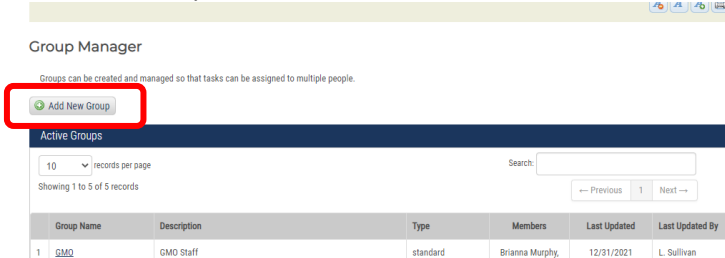 Group Manager
Groups can be created and managed so that tasks can be assigned to multiple people.
Add New Group
Active Groups
10 records per page Search:
Showing 1 to 5 of 5 records ← Previous 1 Next →
Group Name Description Type Members Last Updated Last Updated By
1 GMO GMO Staff standard Brianna Murphy, 12/31/2021 L. Sullivan